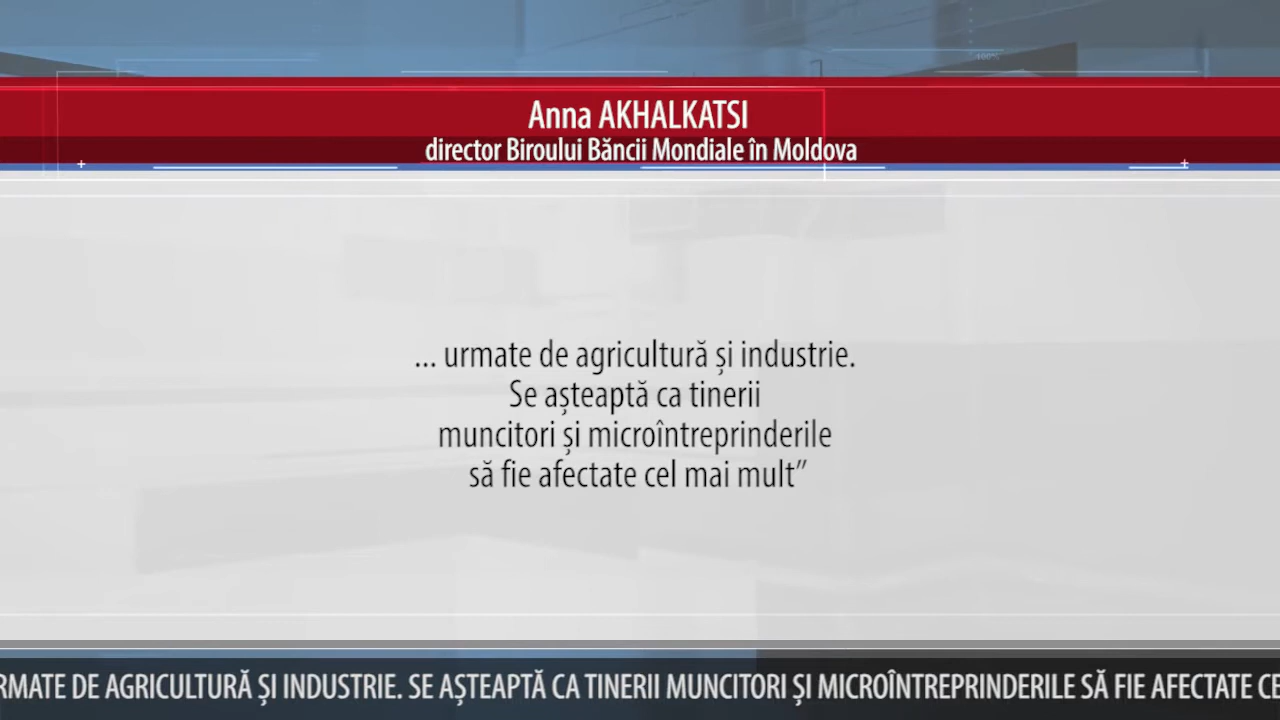 100%
Anna AKHALKATSI
director Biroului Băncii Mondiale în Moldova
... urmate de agricultură și industrie.
Se așteaptă ca tinerii
muncitori și microîntreprinderile
să fie afectate cel mai mult”
RMATE DE AGRICULTURĂ ȘI INDUSTRIE. SE AȘTEAPTĂ CA TINERII MUNCITORI ȘI MICROÎNTREPRINDERILE SĂ FIE AFECTATE CE